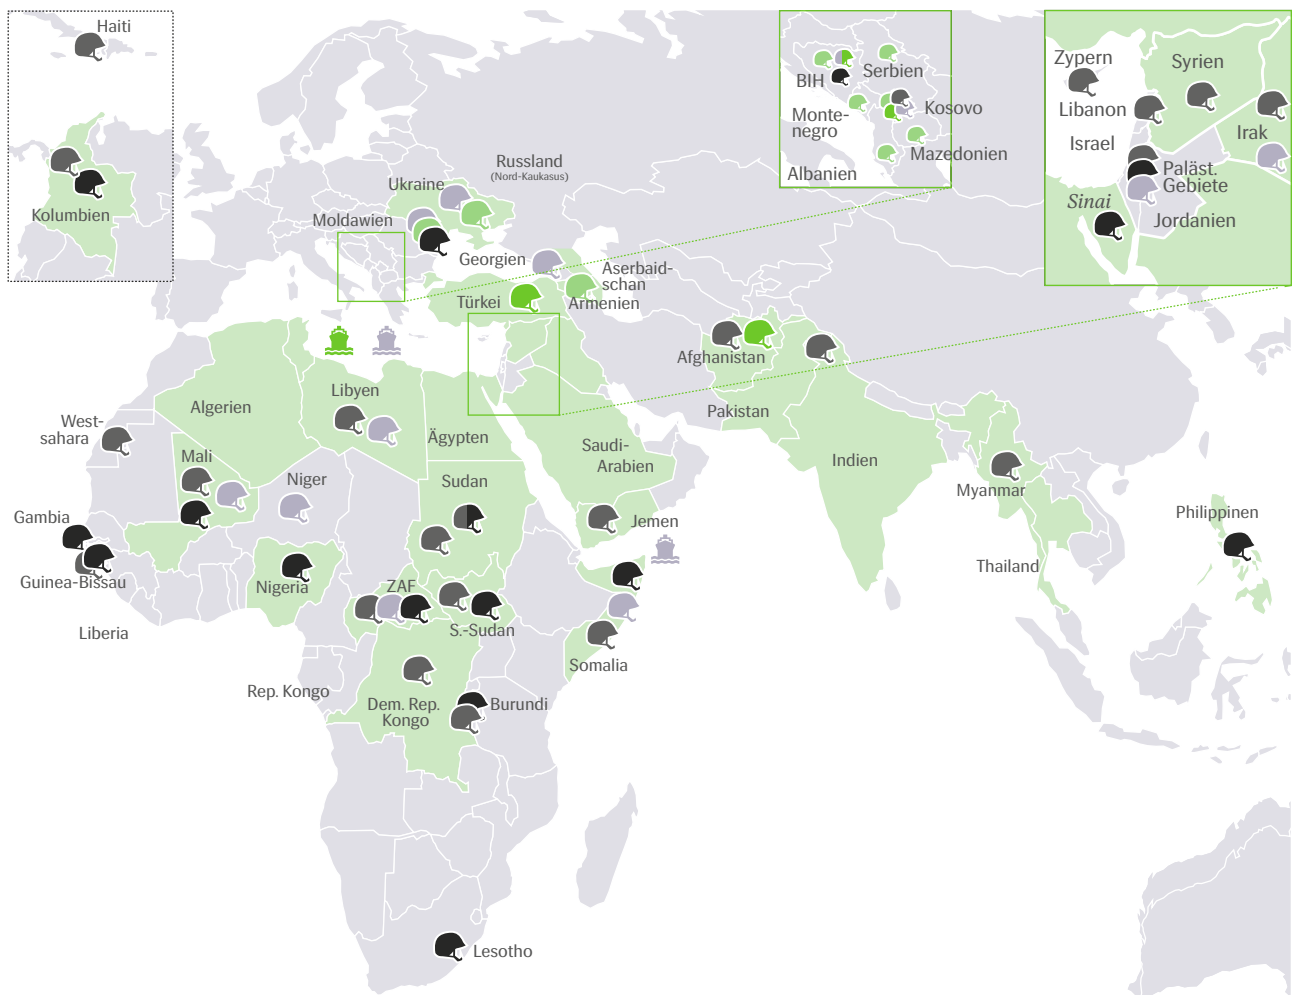 Haiti
Kolumbien
BIH
Serbien
Monte-
negro
Kosovo
Mazedonien
Albanien
Zypern
Syrien
Libanon
Irak
Israel
Paläst.
Gebiete
Sinai
Jordanien
Russland
(Nord-Kaukasus)
Ukraine
Moldawien
Georgien
Aserbaid-
schan
Türkei
Armenien
Afghanistan
Pakistan
Libyen
Algerien
West-
sahara
Ägypten
Saudi-
Arabien
Indien
Mali
Niger
Sudan
Myanmar
Gambia
Jemen
Philippinen
Guinea-Bissau
Nigeria
ZAF
Thailand
Liberia
S.-Sudan
Somalia
Rep. Kongo
Dem. Rep.
Kongo
Burundi
Lesotho